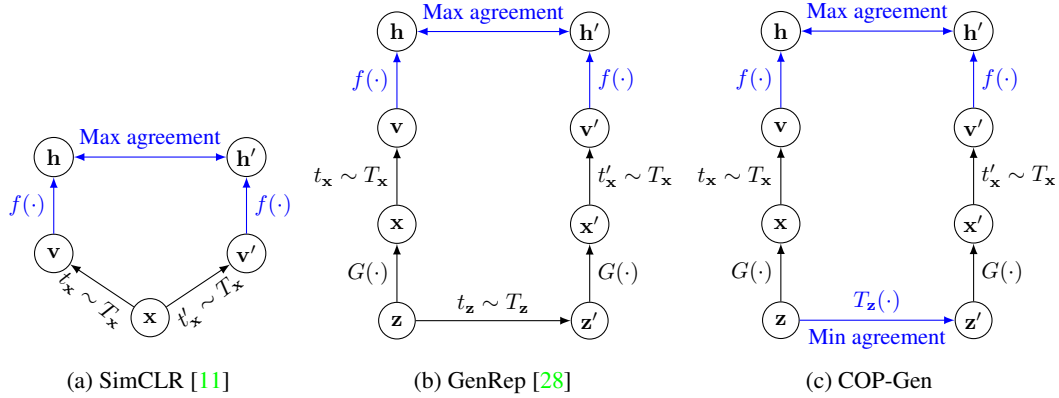 Max agreement
h
h′
f(·)
f(·)
v
v′
t_x ∼ T_x
t′_x ∼ T_x
x
(a) SimCLR [11]
Max agreement
h
h′
f(·)
f(·)
v
v′
t_x ∼ T_x
t′_x ∼ T_x
x
x′
G(·)
G(·)
t_z ∼ T_z
z
z′
(b) GenRep [28]
Max agreement
h
h′
f(·)
f(·)
v
v′
t_x ∼ T_x
t′_x ∼ T_x
x
x′
G(·)
G(·)
T_z(·)
z
z′
Min agreement
(c) COP-Gen